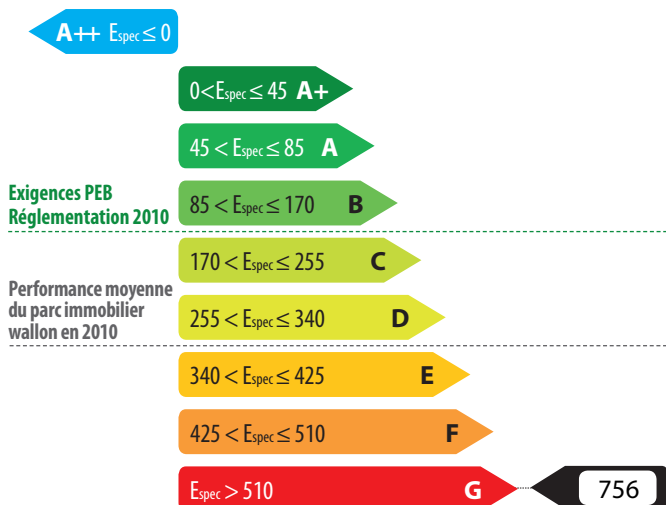 A++ Espec ≤ 0
0<Espec ≤ 45 A+
45 < Espec ≤ 85 A
Exigences PEB
Réglementation 2010
85 < Espec ≤ 170 B
170 < Espec ≤ 255 C
Performance moyenne
du parc immobilier
wallon en 2010
255 < Espec ≤ 340 D
340 < Espec ≤ 425 E
425 < Espec ≤ 510 F
Espec > 510 G
756